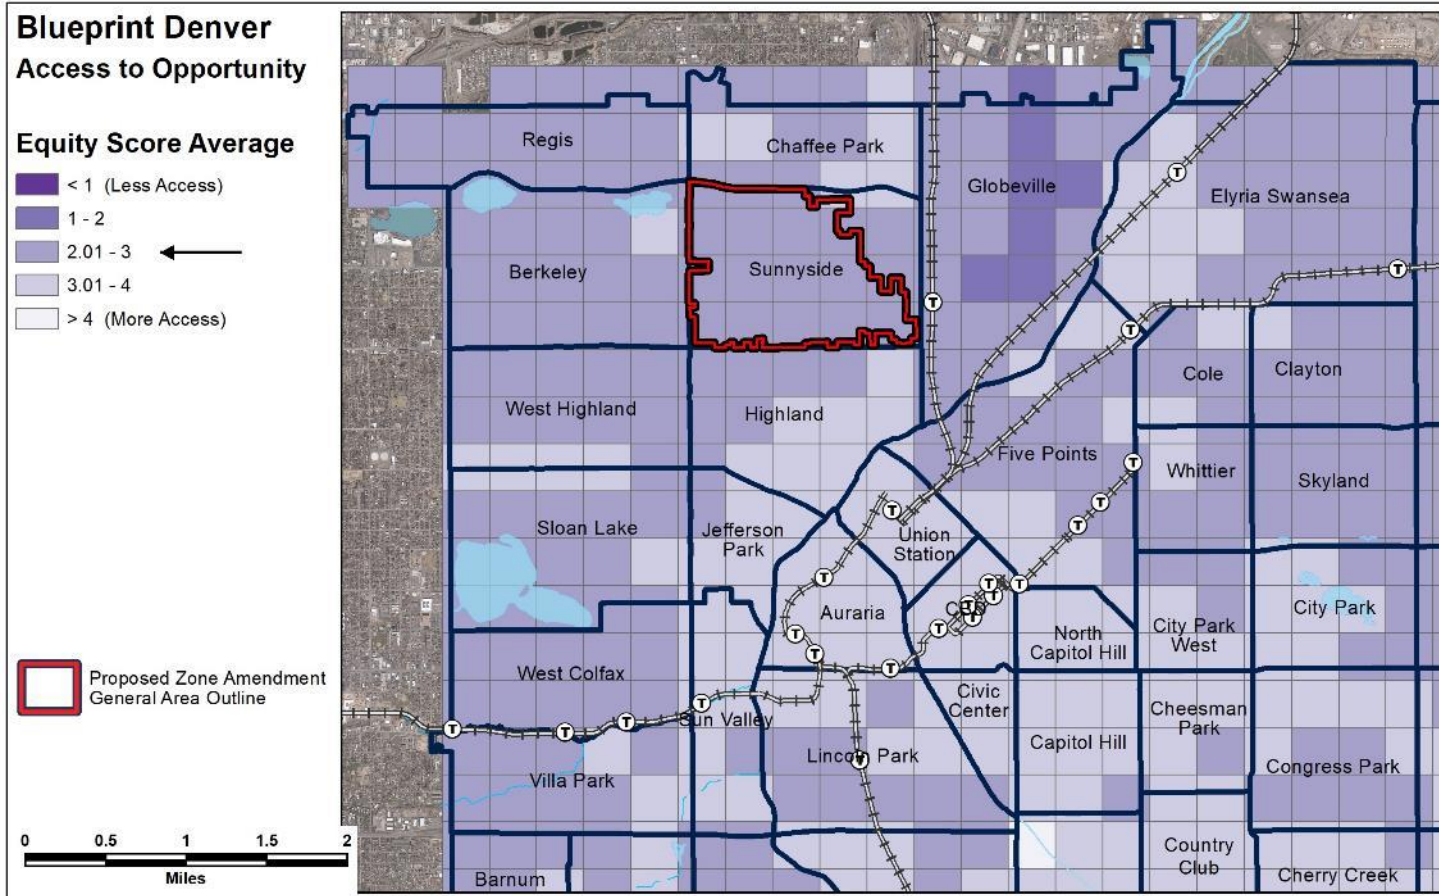 Blueprint Denver
Access to Opportunity
Equity Score Average
< 1 (Less Access)
1 - 2
2.01 - 3
3.01 - 4
> 4 (More Access)
Proposed Zone Amendment
General Area Outline
0 0.5 1 1.5 2
Miles
Regis
Chaffee Park
Globeville
Elyria Swansea
Berkeley
Sunnyside
T
T
T
T
Cole
Clayton
West Highland
Highland
Five Points
T
Whittier
Skyland
T
T
T
Sloan Lake
Jefferson
Park
Union
Station
T
T
T
T
T
T
T
Auraria
City Park
North
Capitol Hill
City Park
West
T
T
T
West Colfax
Civic
Center
Cheesman
Park
T
T
T
T
Sun Valley
Capitol Hill
Lincoln Park
T
Villa Park
Congress Park
Country
Club
Barnum
Cherry Creek